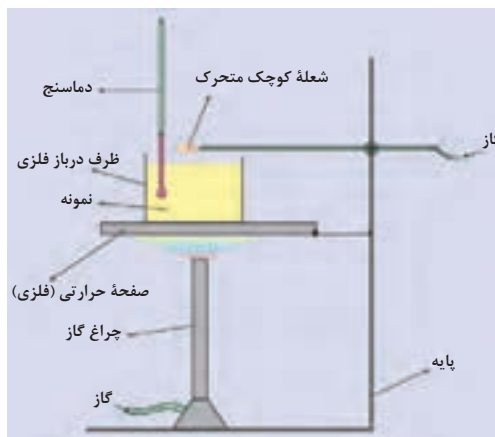 شعلهٔ کوچک متحرک
دماسنج
گاز
ظرف درباز فلزی
نمونه
صفحهٔ حرارتی (فلزی)
چراغ گاز
پایه
گاز